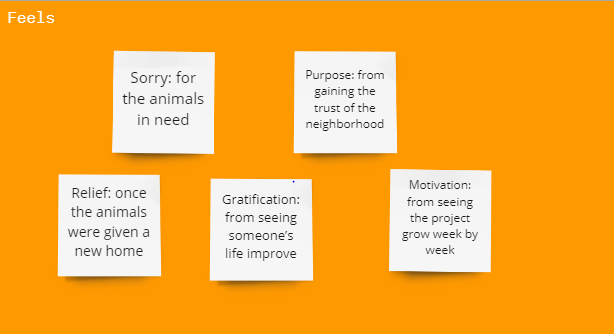 Feels
Sorry: for
the animals
in need
Purpose: from
gaining the
trust of the
neighborhood
Relief: once
the animals
were given a
new home
Gratification:
from seeing
someone's
life improve
Motivation:
from seeing
the project
grow week by
week